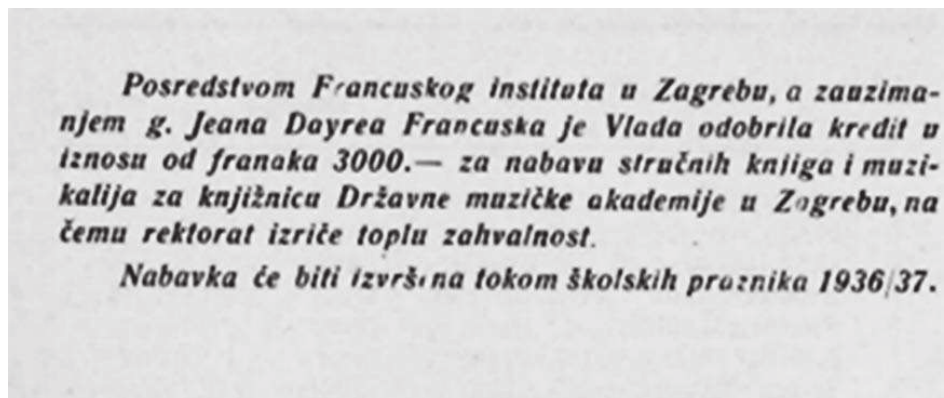 Posredstvom Francuskog instituta u Zagrebu, a zauzima-
njem g. Jeana Dayrea Francuska je Vlada odobrila kredit u
iznosu od franaka 3000.— za nabavu stručnih knjiga i muzi-
kalija za knjižnicu Državne muzičke akademije u Zagrebu, na
čemu rektorat izriče toplu zahvalnost.
Nabavka će biti izvršena tokom školskih praznika 1936/37.